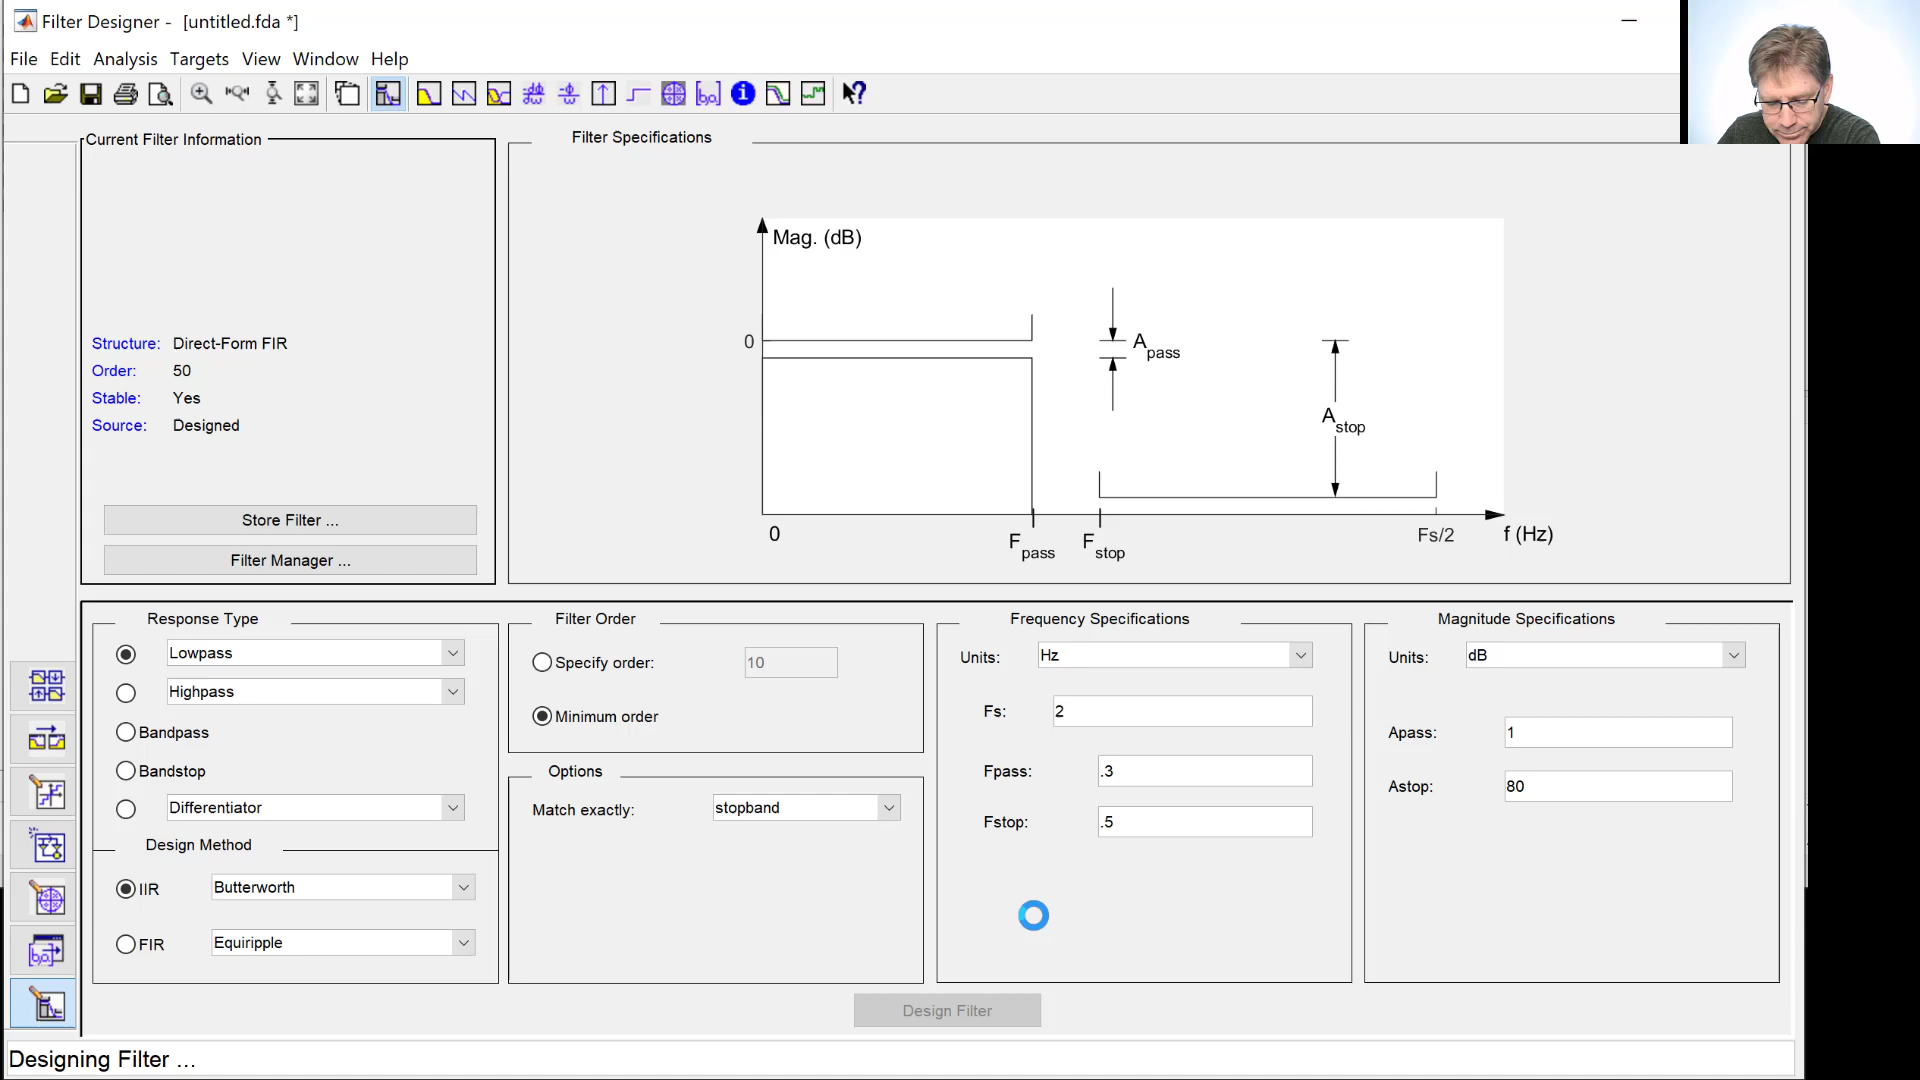 Filter Designer - [untitled.fda *]
File Edit Analysis Targets View Window Help
Current Filter Information
Structure: Direct-Form FIR
Order: 50
Stable: Yes
Source: Designed
Store Filter ...
Filter Manager ...
Filter Specifications
Mag. (dB)
0
A pass
A stop
0
F pass
F stop
Fs/2
f (Hz)
Response Type
Lowpass
Highpass
Bandpass
Bandstop
Differentiator
Design Method
IIR Butterworth
FIR Equiripple
Filter Order
Specify order: 10
Minimum order
Options
Match exactly: stopband
Frequency Specifications
Units: Hz
Fs: 2
Fpass: .3
Fstop: .5
Magnitude Specifications
Units: dB
Apass: 1
Astop: 80
Design Filter
Designing Filter ...